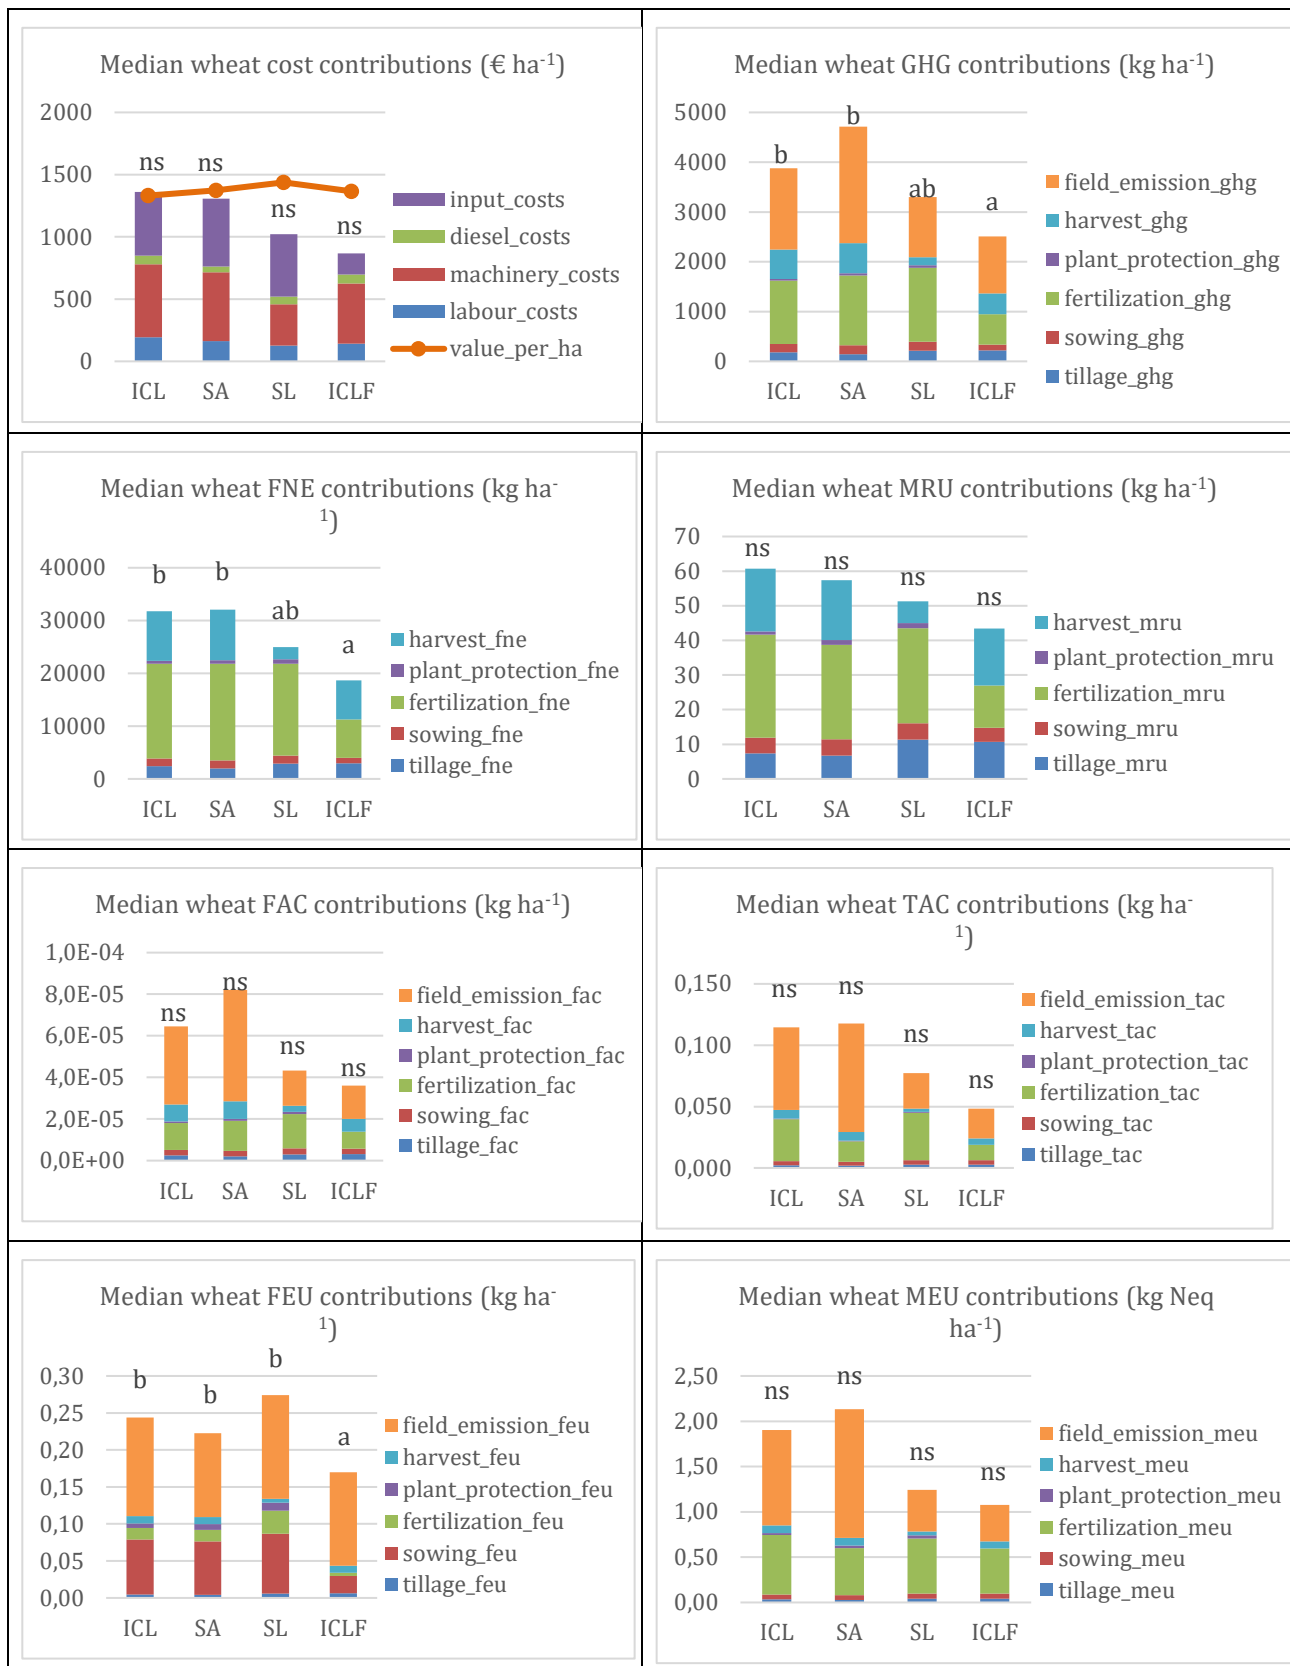 Median wheat cost contributions (€ ha⁻¹)
2000
1500
1000
500
0
ns
ns
ns
ns
ICL SA SL ICLF
input_costs
diesel_costs
machinery_costs
labour_costs
value_per_ha
Median wheat GHG contributions (kg ha⁻¹)
5000
4000
3000
2000
1000
0
b
b
ab
a
ICL SA SL ICLF
field_emission_ghg
harvest_ghg
plant_protection_ghg
fertilization_ghg
sowing_ghg
tillage_ghg
Median wheat FNE contributions (kg ha⁻
¹)
40000
30000
20000
10000
0
b
b
ab
a
ICL SA SL ICLF
harvest_fne
plant_protection_fne
fertilization_fne
sowing_fne
tillage_fne
Median wheat MRU contributions (kg ha⁻¹)
70
60
50
40
30
20
10
0
ns
ns
ns
ns
ICL SA SL ICLF
harvest_mru
plant_protection_mru
fertilization_mru
sowing_mru
tillage_mru
Median wheat FAC contributions (kg ha⁻¹)
1,0E-04
8,0E-05
6,0E-05
4,0E-05
2,0E-05
0,0E+00
ns
ns
ns
ns
ICL SA SL ICLF
field_emission_fac
harvest_fac
plant_protection_fac
fertilization_fac
sowing_fac
tillage_fac
Median wheat TAC contributions (kg ha⁻
¹)
0,150
0,100
0,050
0,000
ns
ns
ns
ns
ICL SA SL ICLF
field_emission_tac
harvest_tac
plant_protection_tac
fertilization_tac
sowing_tac
tillage_tac
Median wheat FEU contributions (kg ha⁻
¹)
0,30
0,25
0,20
0,15
0,10
0,05
0,00
b
b
b
a
ICL SA SL ICLF
field_emission_feu
harvest_feu
plant_protection_feu
fertilization_feu
sowing_feu
tillage_feu
Median wheat MEU contributions (kg Neq
ha⁻¹)
2,50
2,00
1,50
1,00
0,50
0,00
ns
ns
ns
ns
ICL SA SL ICLF
field_emission_meu
harvest_meu
plant_protection_meu
fertilization_meu
sowing_meu
tillage_meu